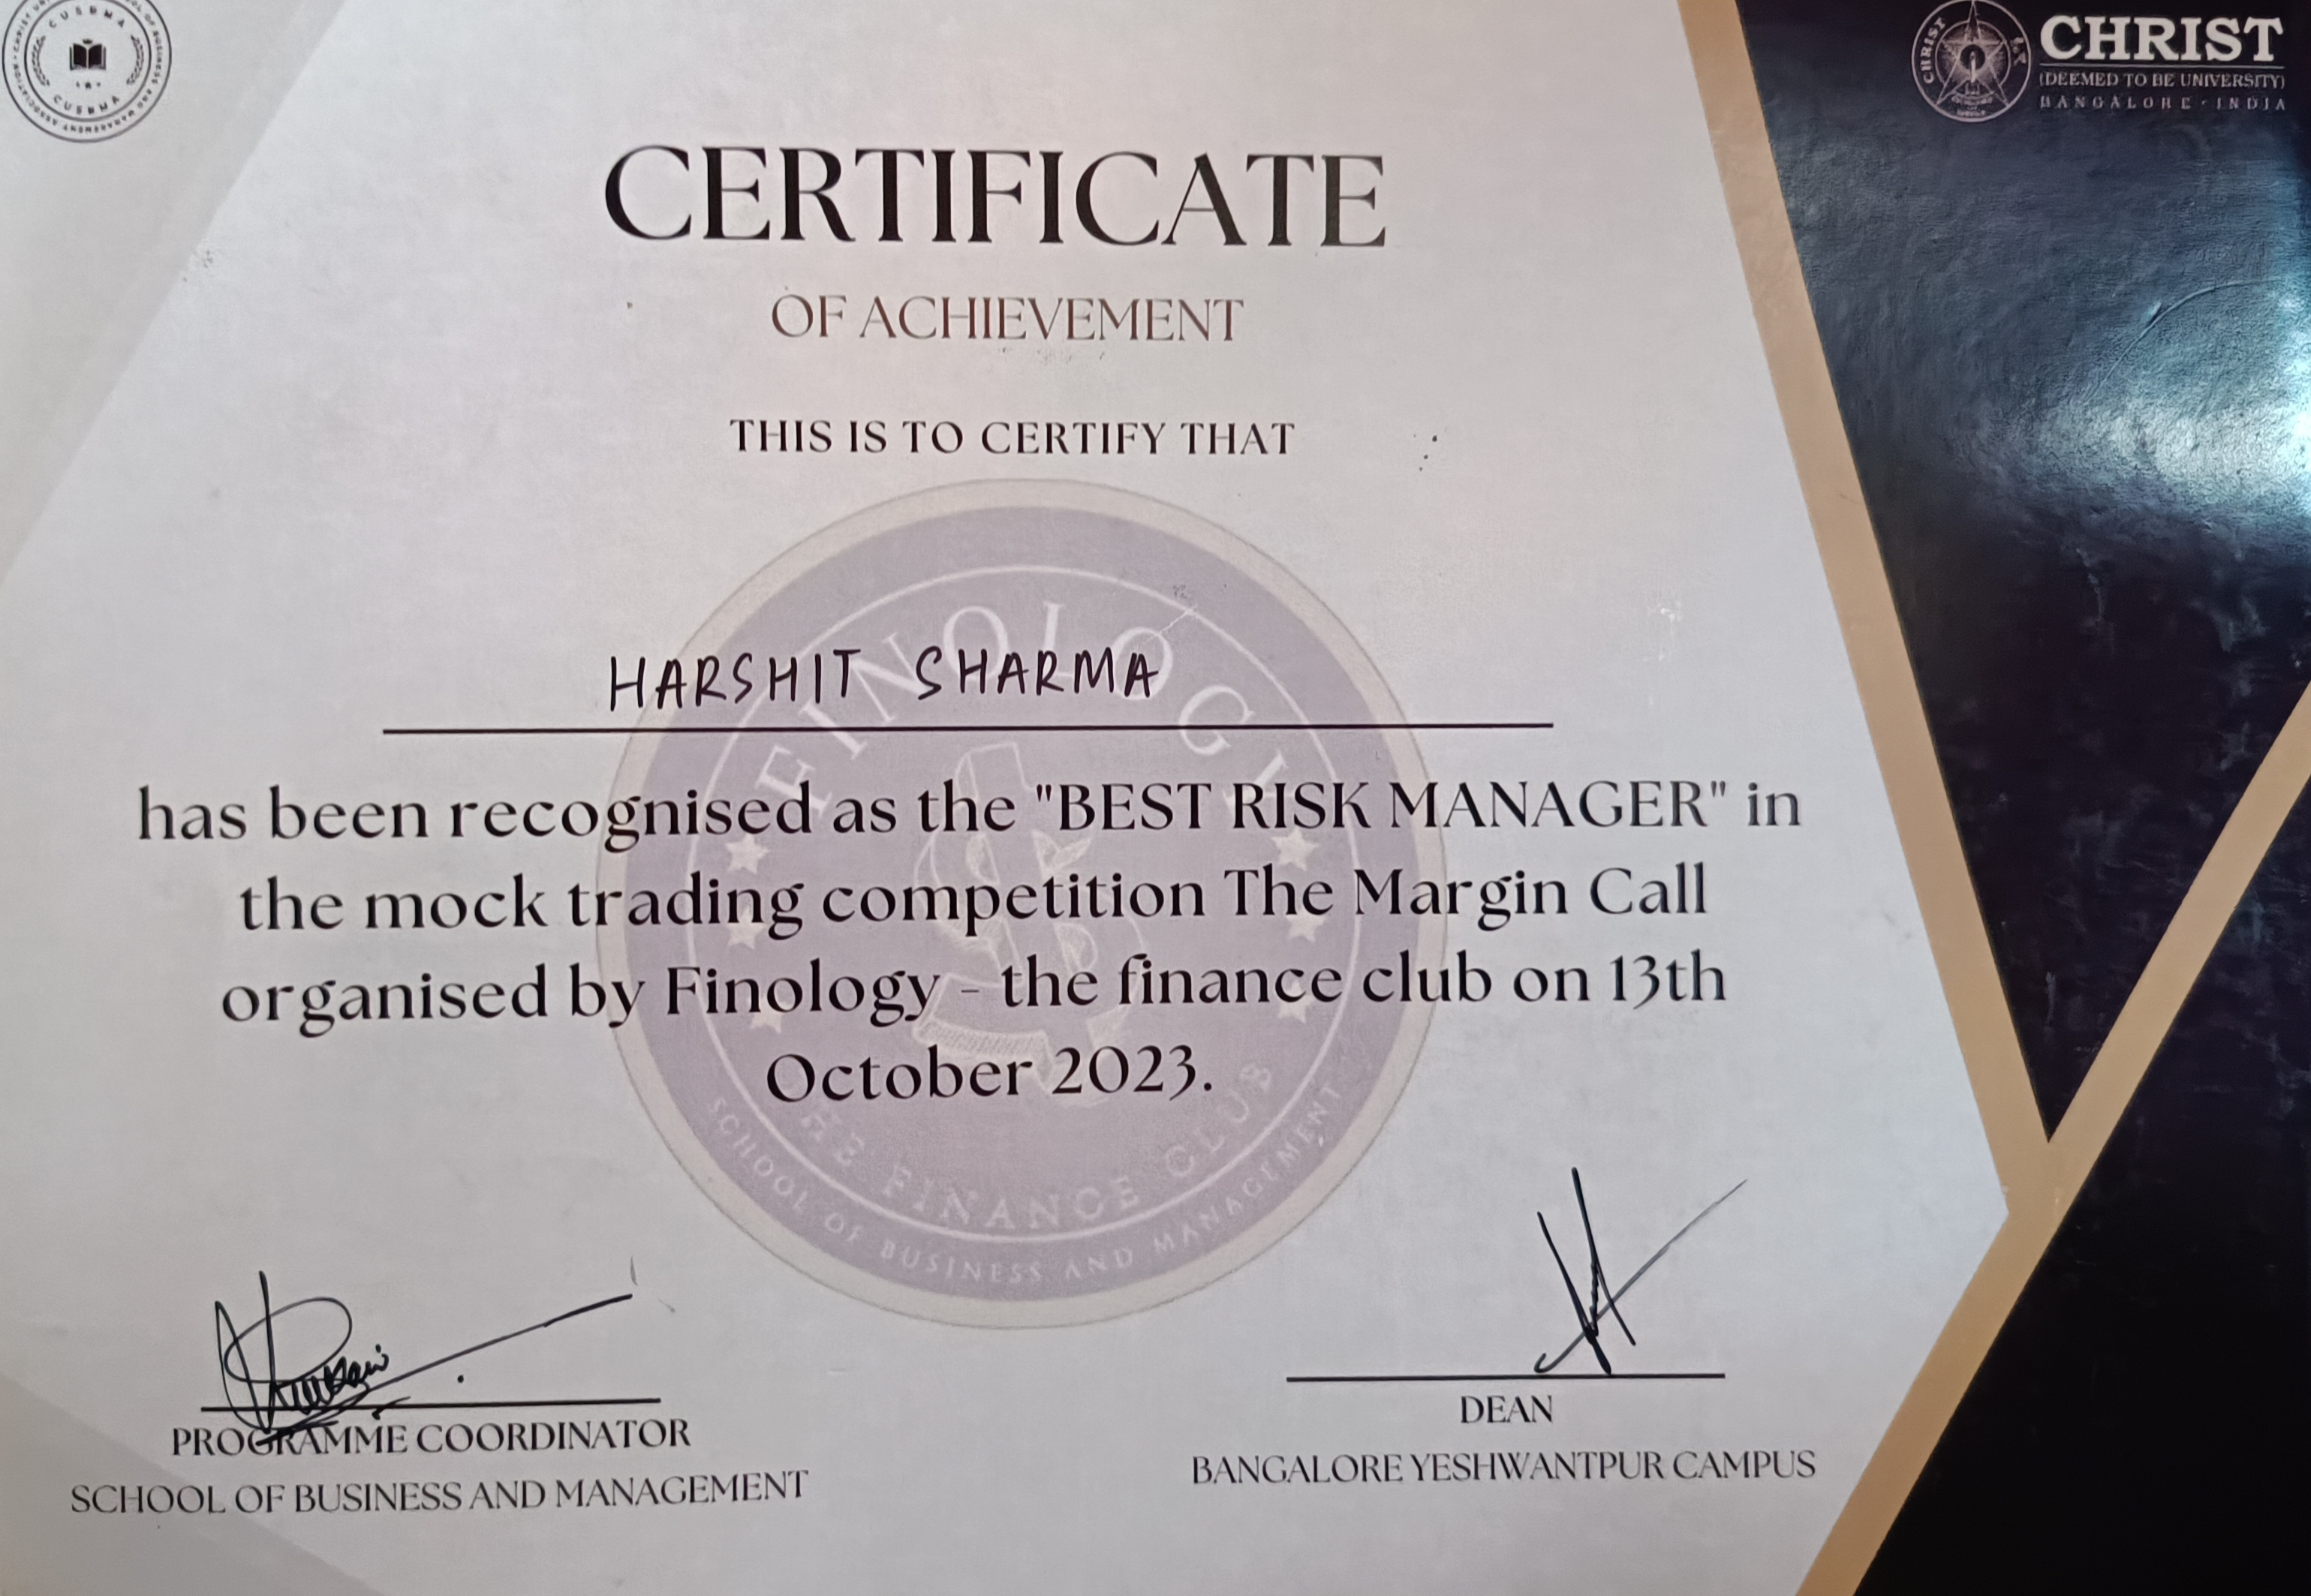 CUSBMA
CUSBMA
CHRIST
(DEEMED TO BE UNIVERSITY)
BANGALORE · INDIA
CERTIFICATE
OF ACHIEVEMENT
THIS IS TO CERTIFY THAT
HARSHIT SHARMA
has been recognised as the "BEST RISK MANAGER" in
the mock trading competition The Margin Call
organised by Finology - the finance club on 13th
October 2023.
THE FINANCE CLUB
SCHOOL OF BUSINESS AND MANAGEMENT
PROGRAMME COORDINATOR
SCHOOL OF BUSINESS AND MANAGEMENT
DEAN
BANGALORE YESHWANTPUR CAMPUS